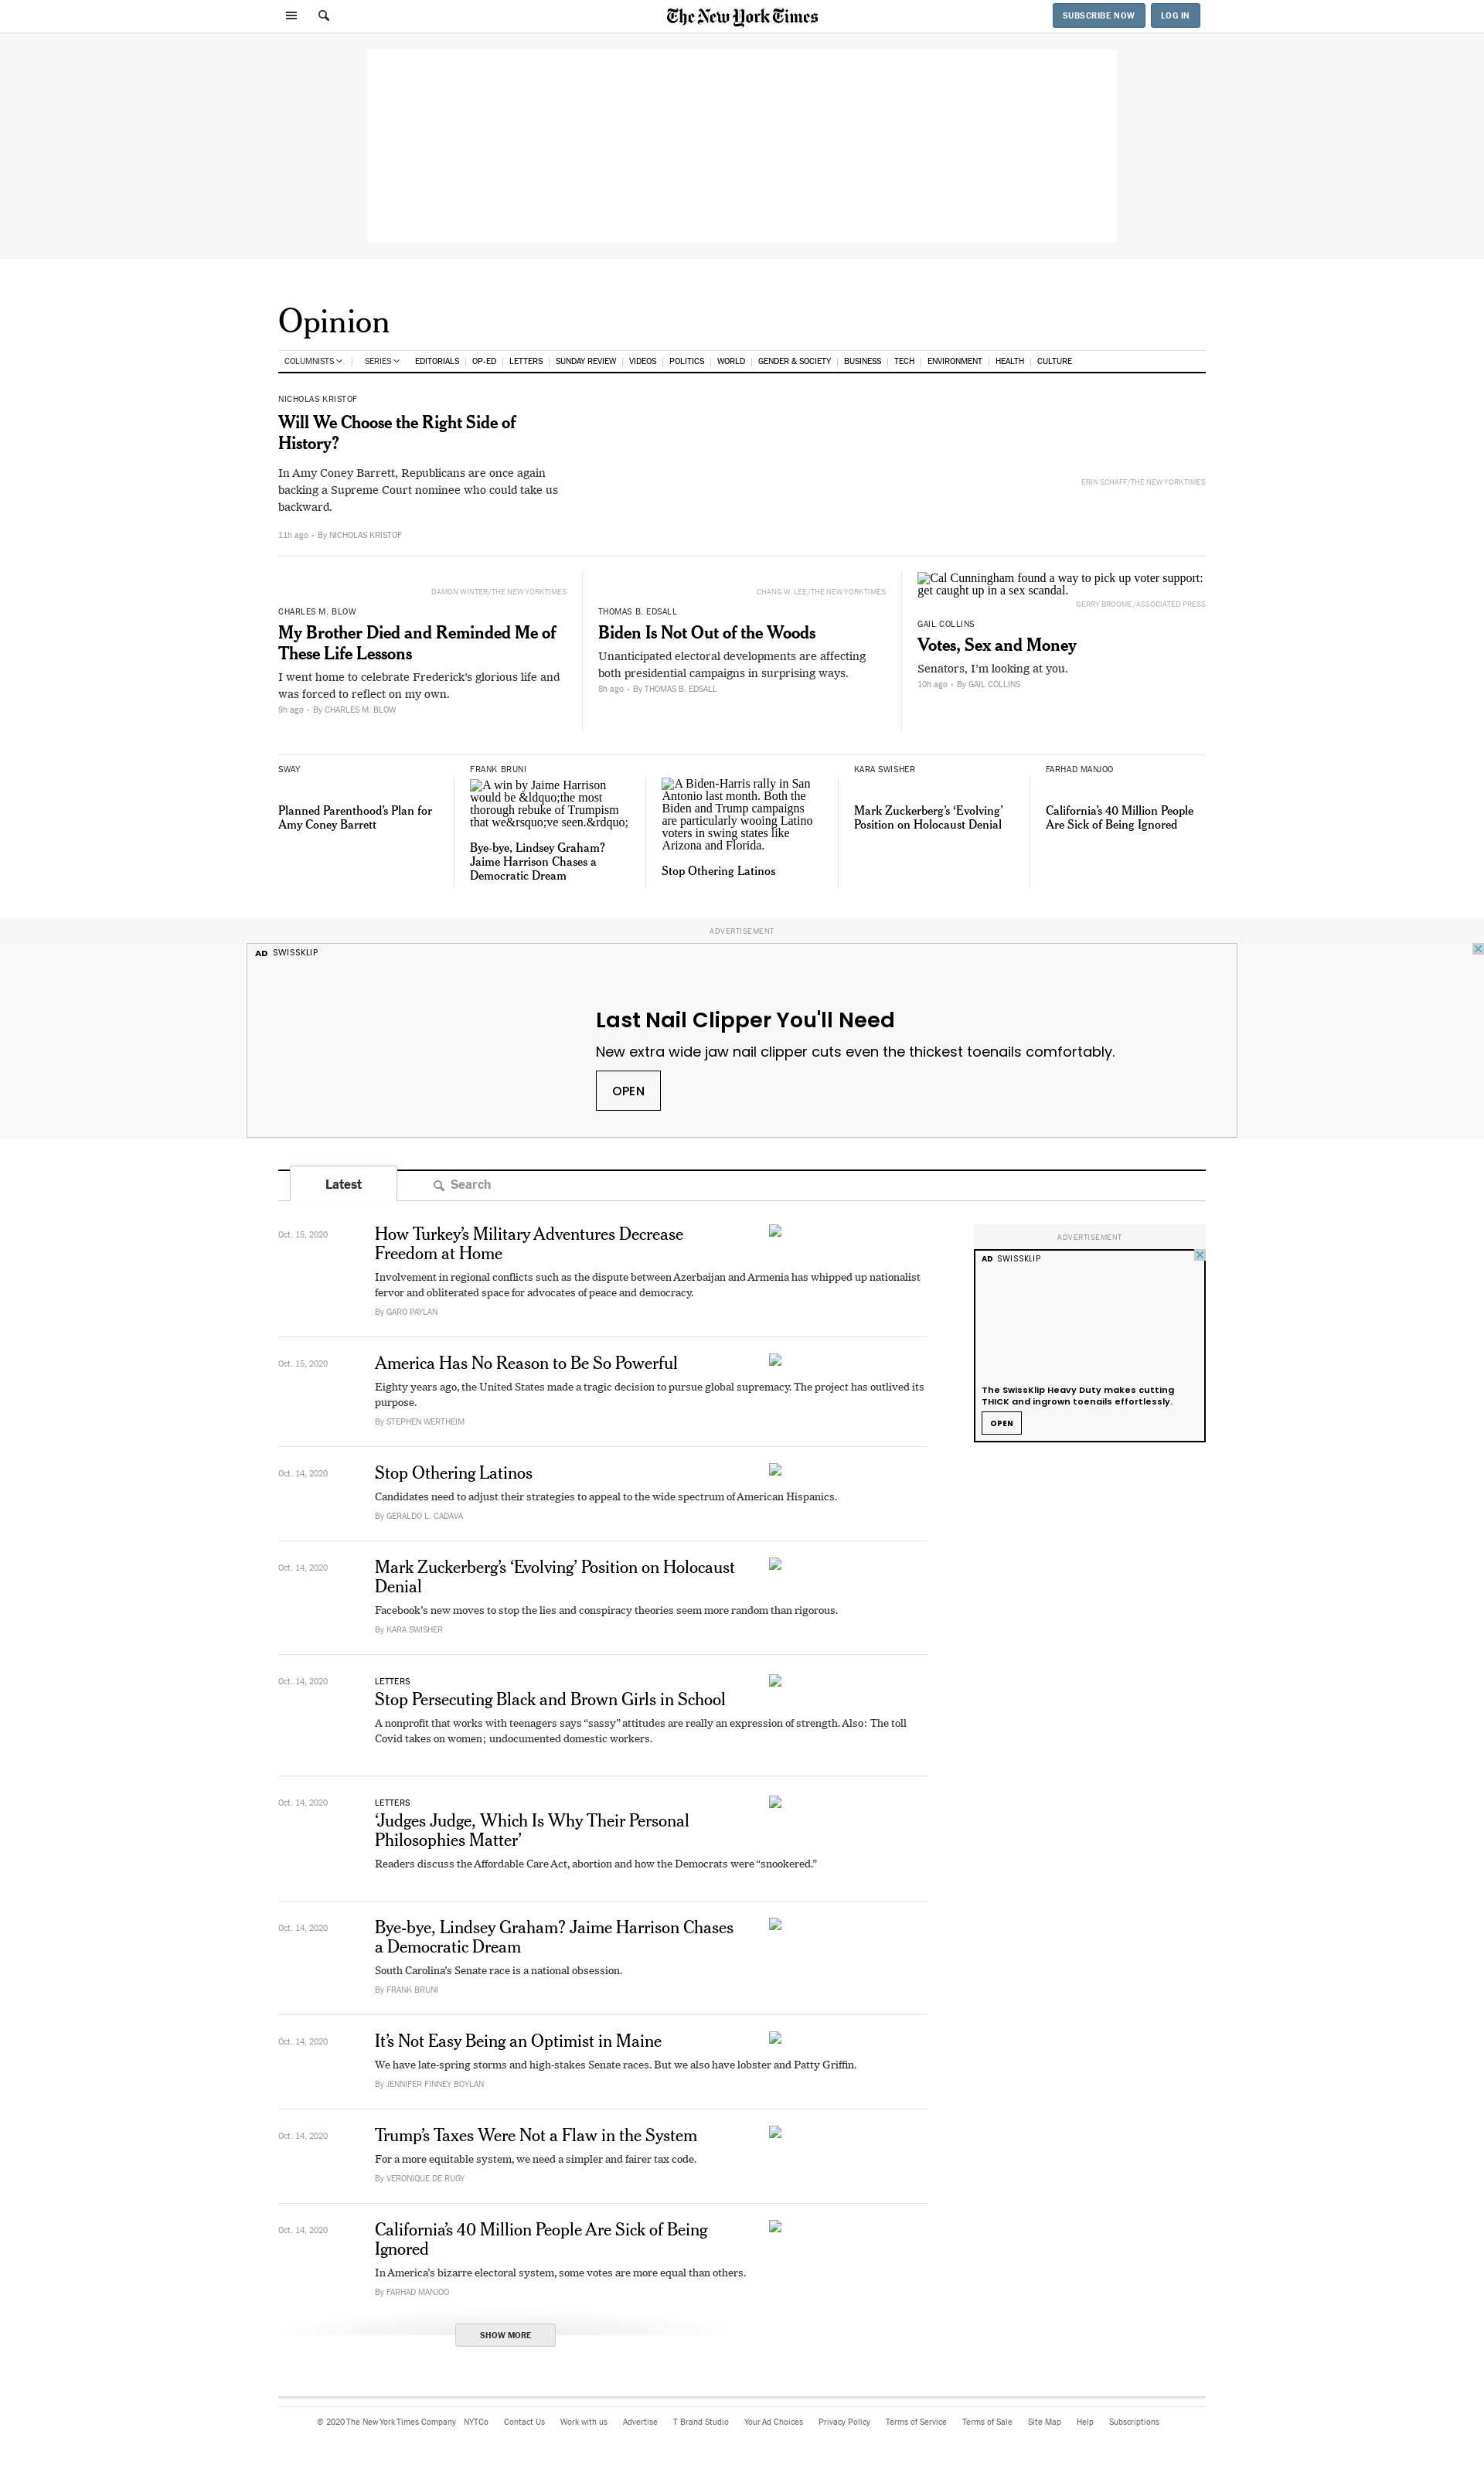 The New York Times
SUBSCRIBE NOW
LOG IN
Opinion
COLUMNISTS
SERIES
EDITORIALS
OP-ED
LETTERS
SUNDAY REVIEW
VIDEOS
POLITICS
WORLD
GENDER & SOCIETY
BUSINESS
TECH
ENVIRONMENT
HEALTH
CULTURE
NICHOLAS KRISTOF
Will We Choose the Right Side of
History?
In Amy Coney Barrett, Republicans are once again
backing a Supreme Court nominee who could take us
backward.
11h ago • By NICHOLAS KRISTOF
ERIN SCHAFF/THE NEW YORK TIMES
DAMON WINTER/THE NEW YORK TIMES
CHARLES M. BLOW
My Brother Died and Reminded Me of
These Life Lessons
I went home to celebrate Frederick’s glorious life and
was forced to reflect on my own.
9h ago • By CHARLES M. BLOW
CHANG W. LEE/THE NEW YORK TIMES
THOMAS B. EDSALL
Biden Is Not Out of the Woods
Unanticipated electoral developments are affecting
both presidential campaigns in surprising ways.
8h ago • By THOMAS B. EDSALL
Cal Cunningham found a way to pick up voter support:
get caught up in a sex scandal.
GERRY BROOME/ASSOCIATED PRESS
GAIL COLLINS
Votes, Sex and Money
Senators, I’m looking at you.
10h ago • By GAIL COLLINS
SWAY
Planned Parenthood’s Plan for
Amy Coney Barrett
FRANK BRUNI
A win by Jaime Harrison
would be &ldquo;the most
thorough rebuke of Trumpism
that we&rsquo;ve seen.&rdquo;
Bye-bye, Lindsey Graham?
Jaime Harrison Chases a
Democratic Dream
A Biden-Harris rally in San
Antonio last month. Both the
Biden and Trump campaigns
are particularly wooing Latino
voters in swing states like
Arizona and Florida.
Stop Othering Latinos
KARA SWISHER
Mark Zuckerberg’s ‘Evolving’
Position on Holocaust Denial
FARHAD MANJOO
California’s 40 Million People
Are Sick of Being Ignored
ADVERTISEMENT
AD SWISSKLIP
Last Nail Clipper You'll Need
New extra wide jaw nail clipper cuts even the thickest toenails comfortably.
OPEN
Latest
Search
Oct. 15, 2020
How Turkey’s Military Adventures Decrease
Freedom at Home
Involvement in regional conflicts such as the dispute between Azerbaijan and Armenia has whipped up nationalist
fervor and obliterated space for advocates of peace and democracy.
By GARO PAYLAN
ADVERTISEMENT
AD SWISSKLIP
The SwissKlip Heavy Duty makes cutting
THICK and ingrown toenails effortlessly.
OPEN
Oct. 15, 2020
America Has No Reason to Be So Powerful
Eighty years ago, the United States made a tragic decision to pursue global supremacy. The project has outlived its
purpose.
By STEPHEN WERTHEIM
Oct. 14, 2020
Stop Othering Latinos
Candidates need to adjust their strategies to appeal to the wide spectrum of American Hispanics.
By GERALDO L. CADAVA
Oct. 14, 2020
Mark Zuckerberg’s ‘Evolving’ Position on Holocaust
Denial
Facebook’s new moves to stop the lies and conspiracy theories seem more random than rigorous.
By KARA SWISHER
Oct. 14, 2020
LETTERS
Stop Persecuting Black and Brown Girls in School
A nonprofit that works with teenagers says “sassy” attitudes are really an expression of strength. Also: The toll
Covid takes on women; undocumented domestic workers.
Oct. 14, 2020
LETTERS
‘Judges Judge, Which Is Why Their Personal
Philosophies Matter’
Readers discuss the Affordable Care Act, abortion and how the Democrats were “snookered.”
Oct. 14, 2020
Bye-bye, Lindsey Graham? Jaime Harrison Chases
a Democratic Dream
South Carolina’s Senate race is a national obsession.
By FRANK BRUNI
Oct. 14, 2020
It’s Not Easy Being an Optimist in Maine
We have late-spring storms and high-stakes Senate races. But we also have lobster and Patty Griffin.
By JENNIFER FINNEY BOYLAN
Oct. 14, 2020
Trump’s Taxes Were Not a Flaw in the System
For a more equitable system, we need a simpler and fairer tax code.
By VERONIQUE DE RUGY
Oct. 14, 2020
California’s 40 Million People Are Sick of Being
Ignored
In America’s bizarre electoral system, some votes are more equal than others.
By FARHAD MANJOO
SHOW MORE
© 2020 The New York Times Company NYTCo Contact Us Work with us Advertise T Brand Studio Your Ad Choices Privacy Policy Terms of Service Terms of Sale Site Map Help Subscriptions